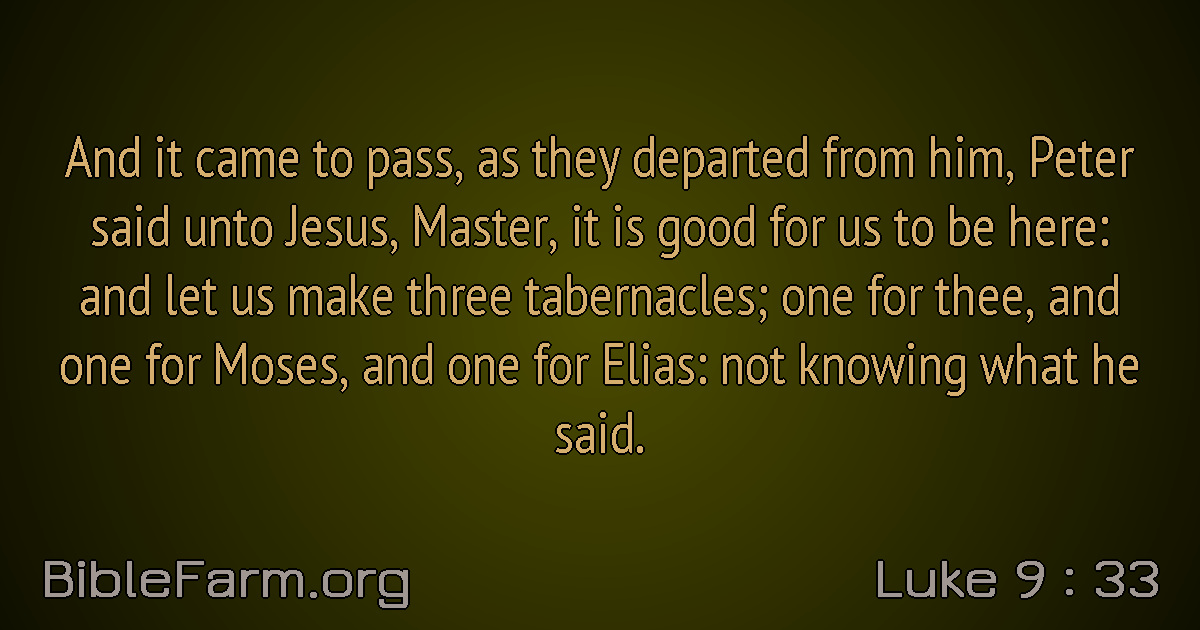 And it came to pass, as they departed from him, Peter
said unto Jesus, Master, it is good for us to be here:
and let us make three tabernacles; one for thee, and
one for Moses, and one for Elias: not knowing what he
said.
BibleFarm.org
Luke 9 : 33